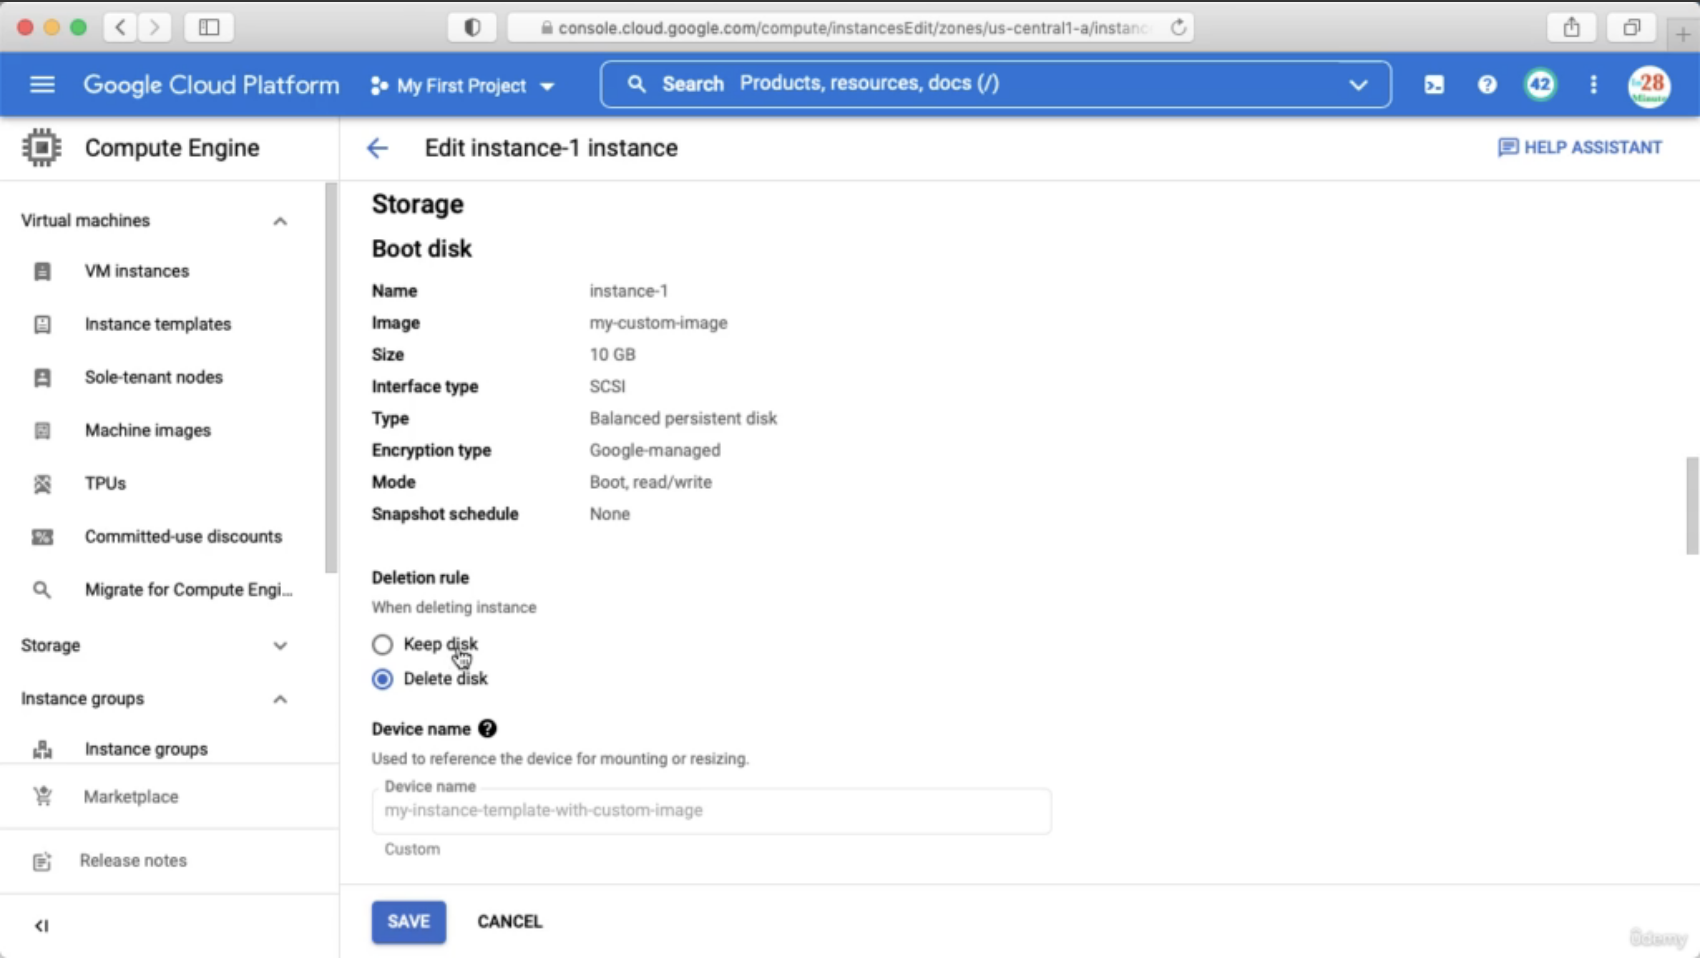 console.cloud.google.com/compute/instancesEdit/zones/us-central1-a/instanc
Google Cloud Platform
My First Project
Search Products, resources, docs (/)
42
28
Minutes
Compute Engine
Edit instance-1 instance
HELP ASSISTANT
Virtual machines
VM instances
Instance templates
Sole-tenant nodes
Machine images
TPUs
Committed-use discounts
Migrate for Compute Engi...
Storage
Instance groups
Instance groups
Marketplace
Release notes
Storage
Boot disk
Name instance-1
Image my-custom-image
Size 10 GB
Interface type SCSI
Type Balanced persistent disk
Encryption type Google-managed
Mode Boot, read/write
Snapshot schedule None
Deletion rule
When deleting instance
Keep disk
Delete disk
Device name ?
Used to reference the device for mounting or resizing.
Device name
my-instance-template-with-custom-image
Custom
SAVE CANCEL
ûdemy